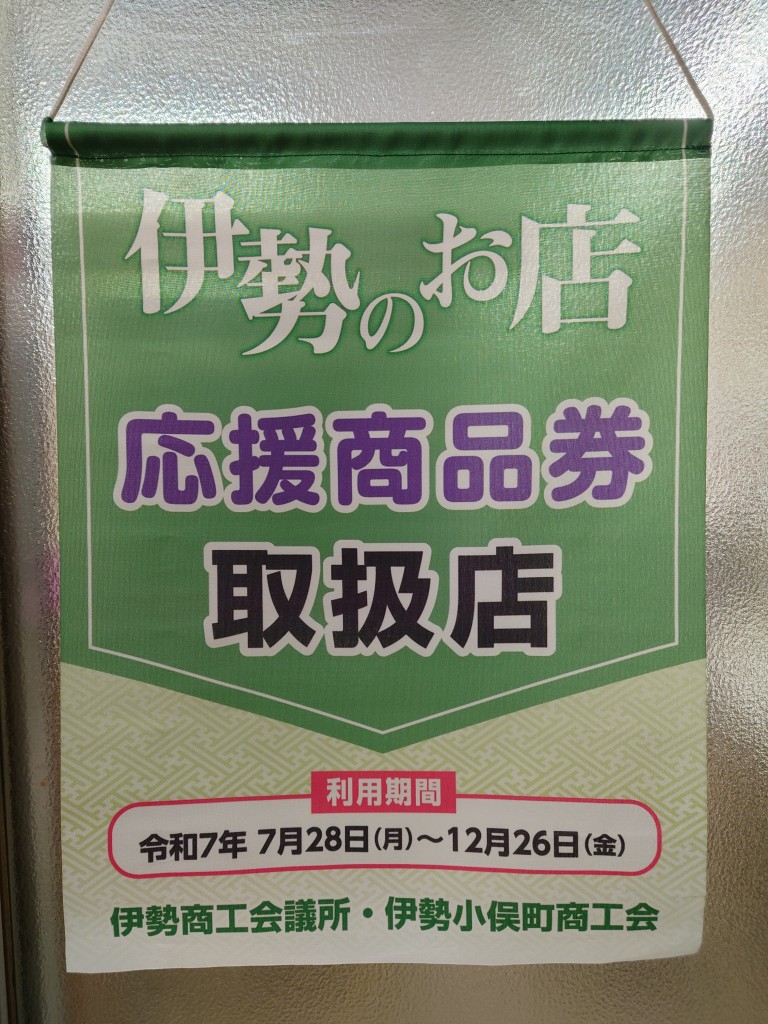 伊勢のお店
応援商品券
取扱店
利用期間
令和7年 7月28日(月)～12月26日(金)
伊勢商工会議所・伊勢小俣町商工会